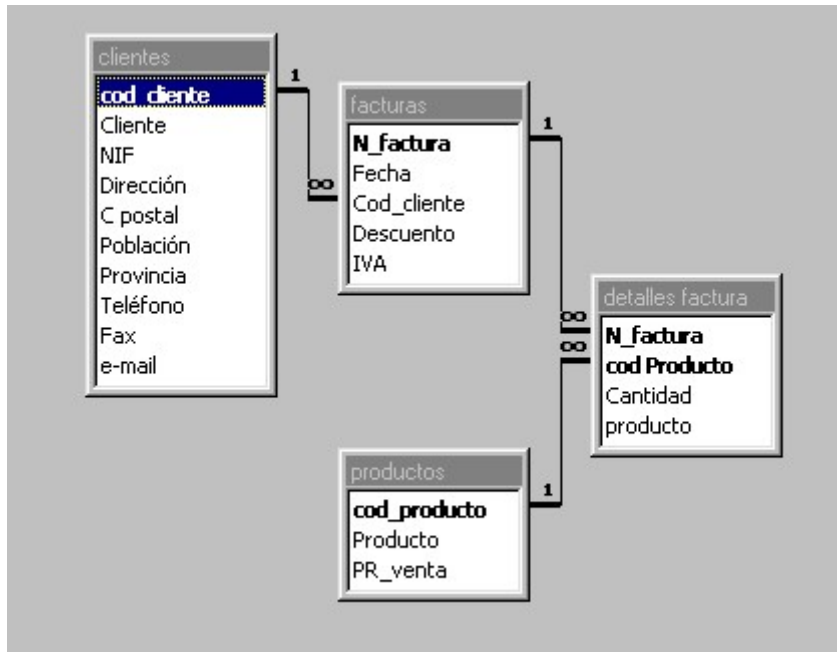 clientes
cod_cliente
Cliente
NIF
Dirección
C postal
Población
Provincia
Teléfono
Fax
e-mail
1
∞
facturas
N_factura
Fecha
Cod_cliente
Descuento
IVA
1
∞
∞
detalles factura
N_factura
cod Producto
Cantidad
producto
productos
cod_producto
Producto
PR_venta
1